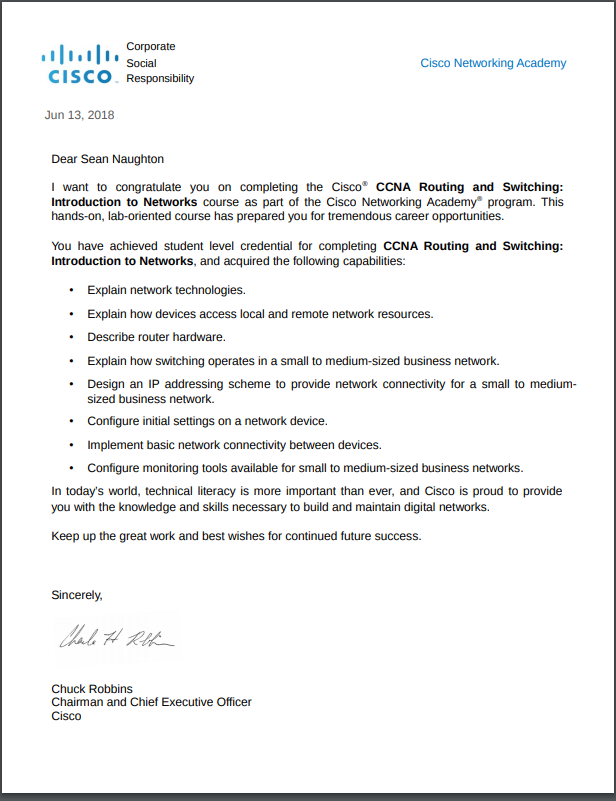 CISCO
Corporate
Social
Responsibility
Cisco Networking Academy
Jun 13, 2018
Dear Sean Naughton
I want to congratulate you on completing the Cisco® CCNA Routing and Switching:
Introduction to Networks course as part of the Cisco Networking Academy® program. This
hands-on, lab-oriented course has prepared you for tremendous career opportunities.
You have achieved student level credential for completing CCNA Routing and Switching:
Introduction to Networks, and acquired the following capabilities:
• Explain network technologies.
• Explain how devices access local and remote network resources.
• Describe router hardware.
• Explain how switching operates in a small to medium-sized business network.
• Design an IP addressing scheme to provide network connectivity for a small to medium-
sized business network.
• Configure initial settings on a network device.
• Implement basic network connectivity between devices.
• Configure monitoring tools available for small to medium-sized business networks.
In today's world, technical literacy is more important than ever, and Cisco is proud to provide
you with the knowledge and skills necessary to build and maintain digital networks.
Keep up the great work and best wishes for continued future success.
Sincerely,
Charles H Robbins
Chuck Robbins
Chairman and Chief Executive Officer
Cisco